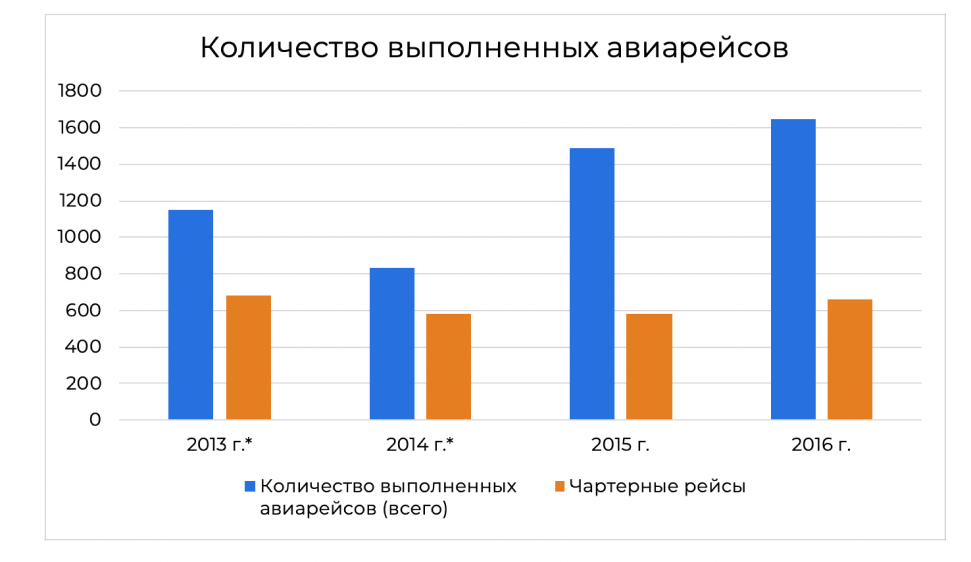 Количество выполненных авиарейсов
1800
1600
1400
1200
1000
800
600
400
200
0
2013 г.* 2014 г.* 2015 г. 2016 г.
Количество выполненных
авиарейсов (всего)
Чартерные рейсы